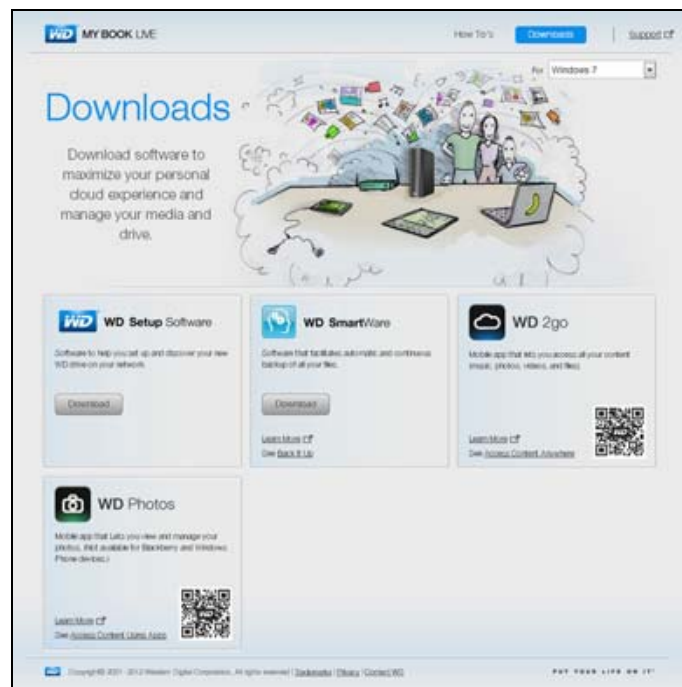 WD MY BOOK LIVE
How To's
Downloads
Support
For Windows 7
Downloads
Download software to
maximize your personal
cloud experience and
manage your media and
drive.
WD WD Setup Software
Software to help you set up and discover your new
WD drive on your network.
Download
WD SmartWare
Software that facilitates automatic and continuous
backup of all your files.
Download
Learn More
See Back It Up
WD 2go
Mobile app that lets you access all your content
(music, photos, videos, and files).
Learn More
See Access Content Anywhere
WD
WD Photos
Mobile app that Lets you view and manage your
photos. (Not available for Blackberry and Windows
Phone devices.)
Learn More
See Access Content Using Apps
WD
WD Copyright© 2001 - 2012 Western Digital Corporation, All rights reserved | Trademarks | Privacy | Contact WD
PUT YOUR LIFE ON IT